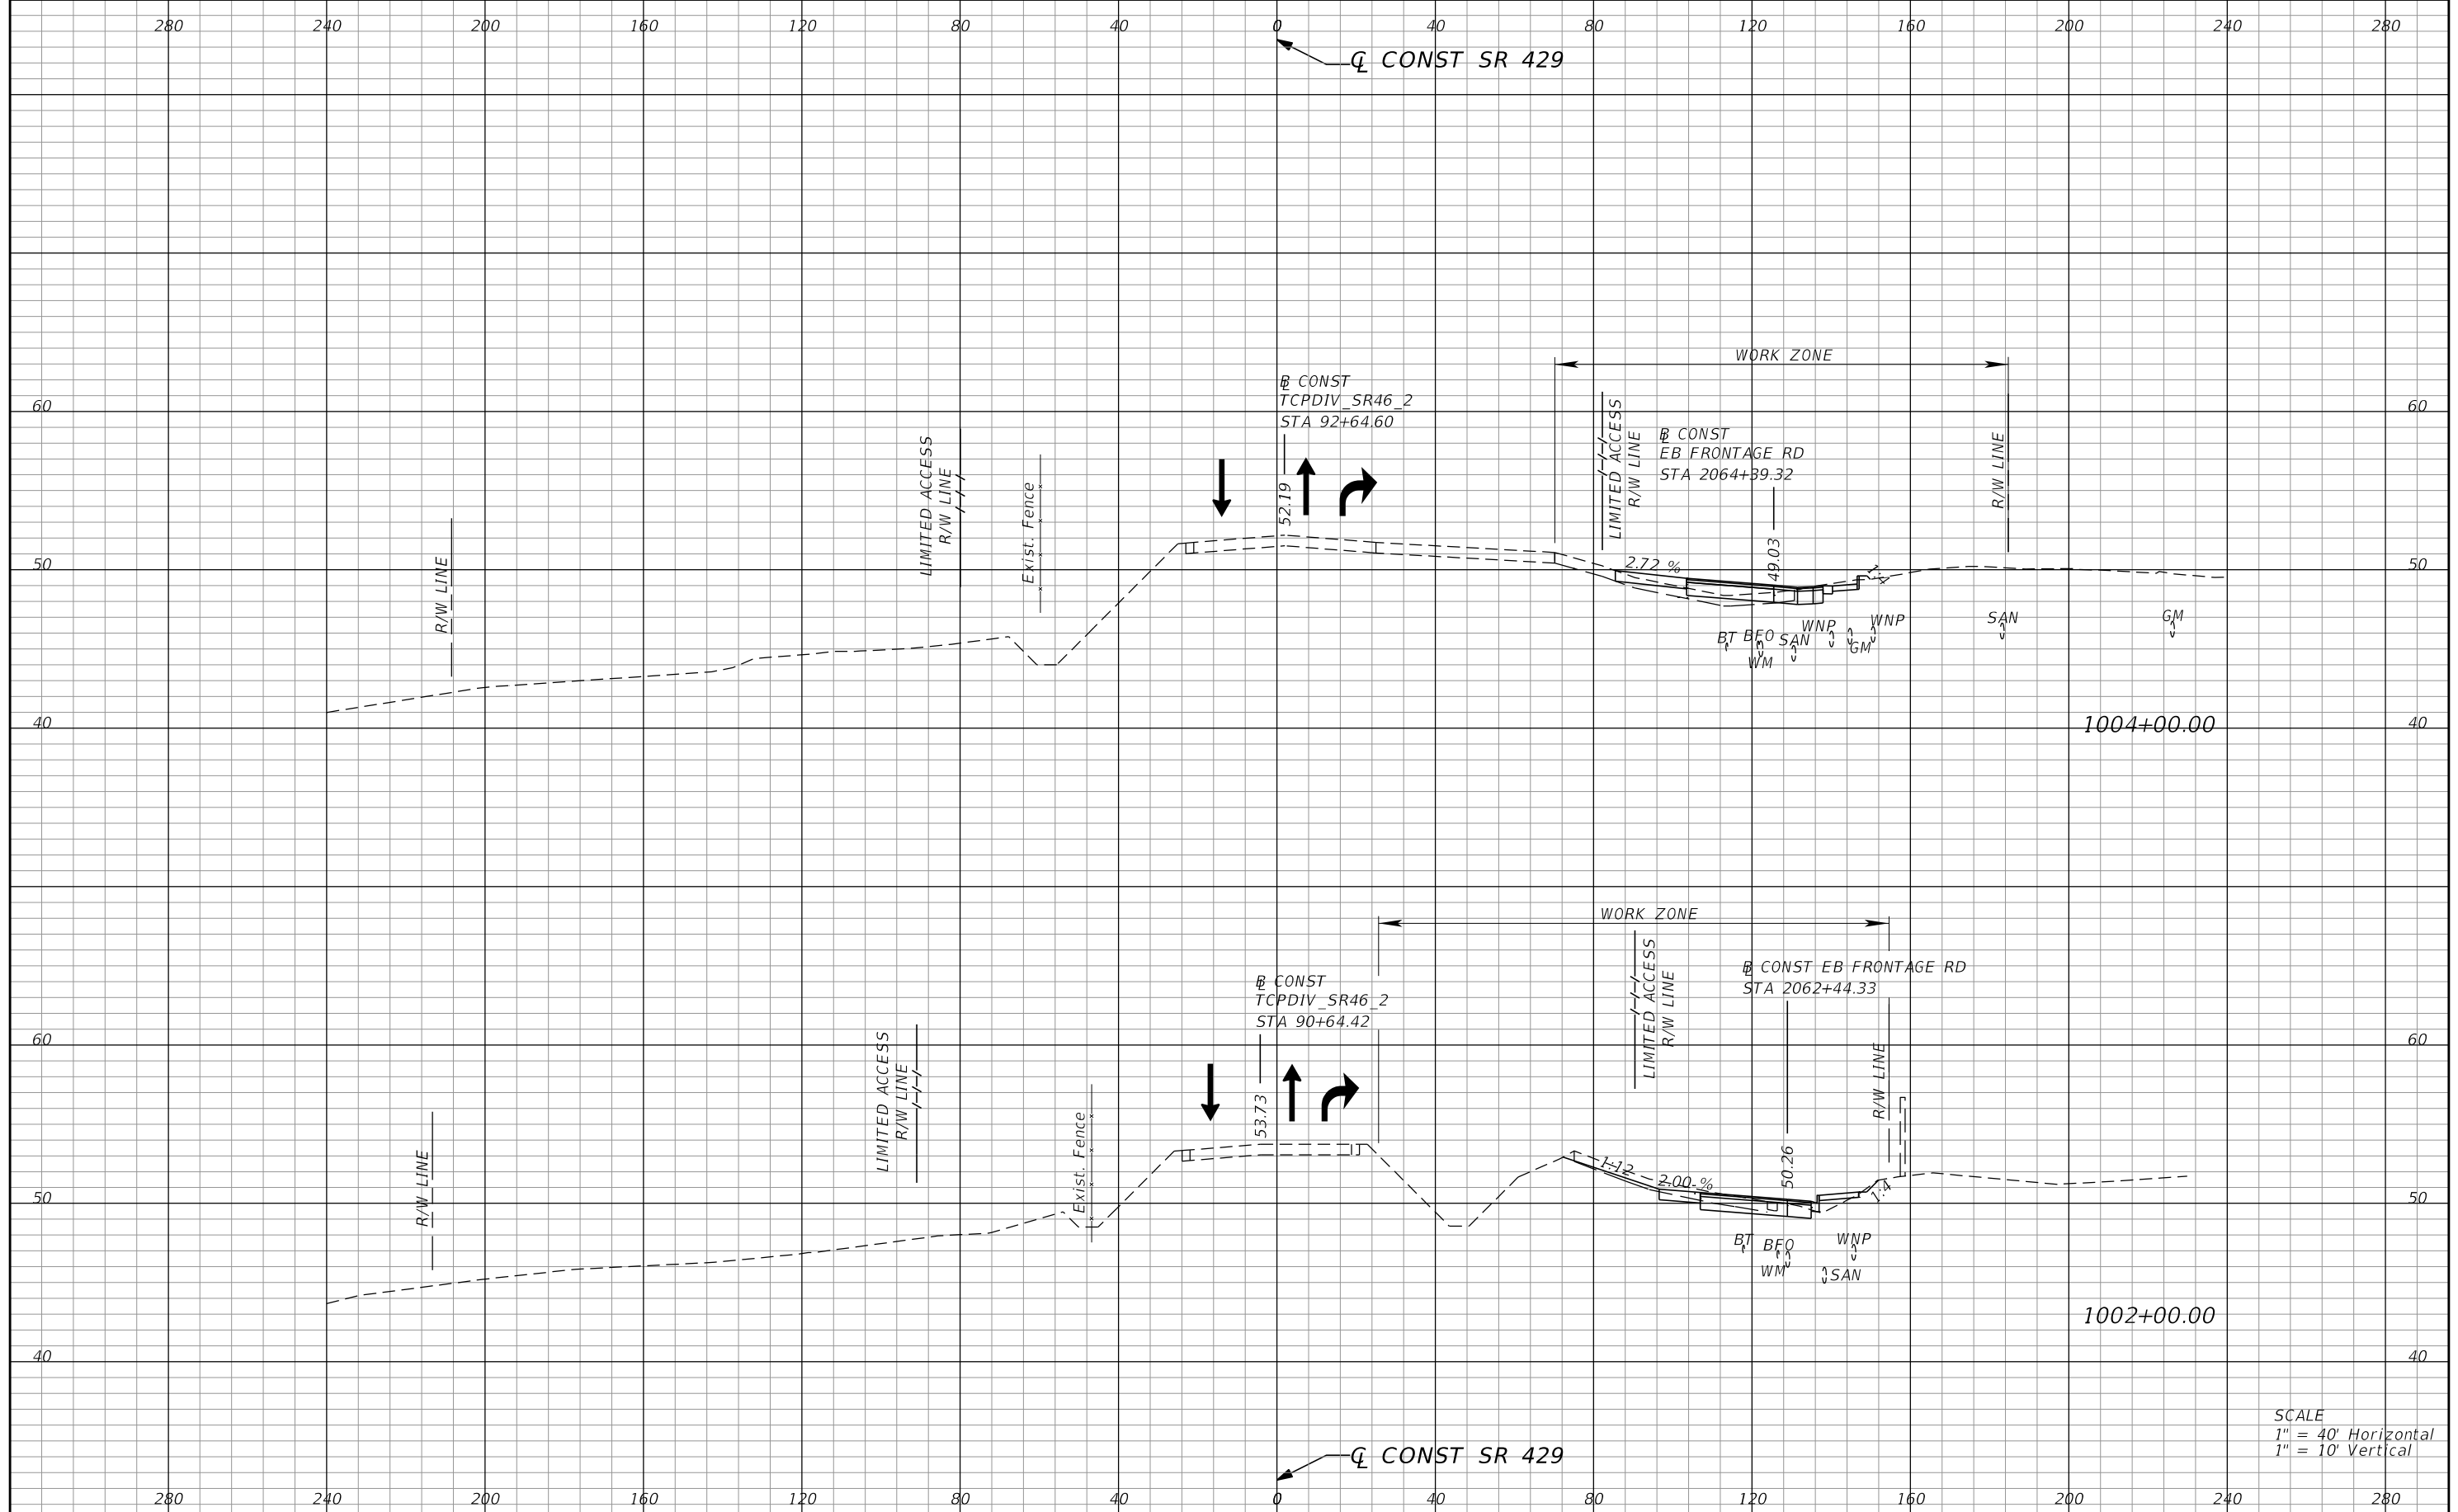 280 240 200 160 120 80 40 0 40 80 120 160 200 240 280
℄ CONST SR 429
WORK ZONE
60
60
B̲L CONST
TCPDIV_SR46_2
STA 92+64.60
52.19
LIMITED ACCESS
R/W LINE
B̲L CONST
EB FRONTAGE RD
STA 2064+39.32
49.03
R/W LINE
LIMITED ACCESS
R/W LINE
Exist. Fence
R/W LINE
50
50
2.72 %
1:4
BT
BFO
WM
SAN
WNP
GM
WNP
SAN
GM
40
1004+00.00
40
WORK ZONE
B̲L CONST
TCPDIV_SR46_2
STA 90+64.42
53.73
LIMITED ACCESS
R/W LINE
B̲L CONST EB FRONTAGE RD
STA 2062+44.33
50.26
R/W LINE
60
60
LIMITED ACCESS
R/W LINE
Exist. Fence
R/W LINE
50
50
1:12
2.00 %
1:4
BT
BFO
WM
WNP
SAN
1002+00.00
40
40
SCALE
1" = 40' Horizontal
1" = 10' Vertical
℄ CONST SR 429
280 240 200 160 120 80 40 0 40 80 120 160 200 240 280